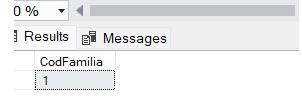 0 %
Results Messages
CodFamilia
1